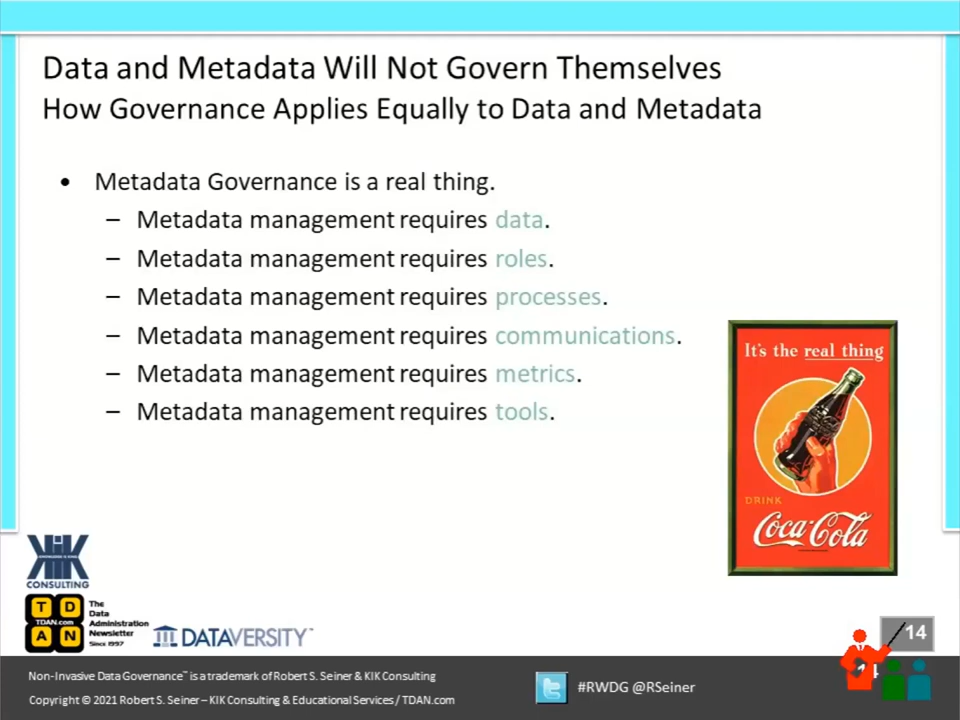 Data and Metadata Will Not Govern Themselves
How Governance Applies Equally to Data and Metadata
• Metadata Governance is a real thing.
– Metadata management requires data.
– Metadata management requires roles.
– Metadata management requires processes.
– Metadata management requires communications.
– Metadata management requires metrics.
– Metadata management requires tools.
It's the real thing
DRINK
Coca-Cola
KIK
CONSULTING
T D
TDAN.com
A N
The
Data
Administration
Newsletter
Since 1997
DATAVERSITY™
14
14
Non-Invasive Data Governance™ is a trademark of Robert S. Seiner & KIK Consulting
Copyright © 2021 Robert S. Seiner – KIK Consulting & Educational Services / TDAN.com
#RWDG @RSeiner